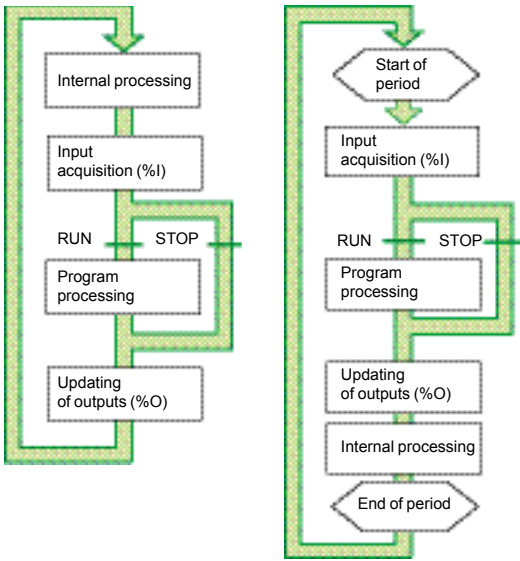 Internal processing
Input
acquisition (%I)
RUN
STOP
Program
processing
Updating
of outputs (%O)
Start of
period
Input
acquisition (%I)
RUN
STOP
Program
processing
Updating
of outputs (%O)
Internal processing
End of period